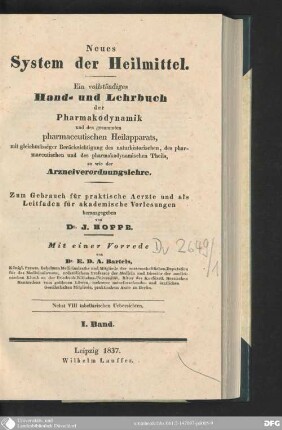 Neues
System der Heilmittel.
Ein vollständiges
Hand- und Lehrbuch
der
Pharmakodynamik
und des gesammten
pharmaceutischen Heilapparats,
mit gleichmässiger Berücksichtigung des naturhistorischen, des phar-
maceutischen und des pharmakodynamischen Theils,
so wie der
Arzneiverordnungslehre.
Zum Gebrauch für praktische Aerzte und als
Leitfaden für akademische Vorlesungen
herausgegeben
von
Dr. J. HOPPE.
Mit einer Vorrede
von
Dr. E. D. A. Bartels,
Nebst VIII tabellarischen Uebersichten.
I. Band.
Leipzig 1837.
Wilhelm Lauffer.
Dv 2649/1